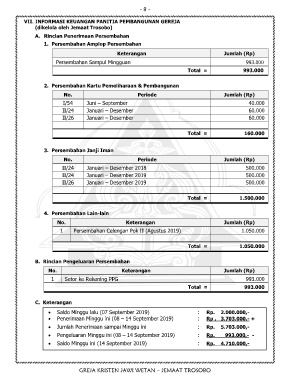 - 8 -
VII. INFORMASI KEUANGAN PANITIA PEMBANGUNAN GEREJA
(dikelola oleh Jemaat Trosobo)
A. Rincian Penerimaan Persembahan
1. Persembahan Amplop Persembahan
Keterangan Jumlah (Rp)
Persembahan Sampul Mingguan 993.000
Total = 993.000
2. Persembahan Kartu Pemeliharaan & Pembangunan
No. Periode Jumlah (Rp)
I/54 Juni – September 40.000
II/24 Januari – Desember 60.000
II/26 Januari – Desember 60.000
Total = 160.000
3. Persembahan Janji Iman
No. Periode Jumlah (Rp)
II/24 Januari – Desember 2018 500.000
II/24 Januari – Desember 2019 500.000
II/26 Januari – Desember 2019 500.000
Total = 1.500.000
4. Persembahan Lain-lain
No. Keterangan Jumlah (Rp)
1 Persembahan Celengan Pok III (Agustus 2019) 1.050.000
Total = 1.050.000
B. Rincian Pengeluaran Persembahan
No. Keterangan Jumlah (Rp)
1 Setor ke Rekening PPG 993.000
Total = 993.000
C. Keterangan
• Saldo Minggu lalu (07 September 2019) : Rp. 2.000.000,-
• Penerimaan Minggu ini (08 – 14 September 2019) : Rp. 3.703.000,- +
• Jumlah Penerimaan sampai Minggu ini : Rp. 5.703.000,-
• Pengeluaran Minggu ini (08 – 14 September 2019) : Rp. 993.000,- -
• Saldo Minggu ini (14 September 2019) : Rp. 4.710.000,-
GREJA KRISTEN JAWI WETAN – JEMAAT TROSOBO